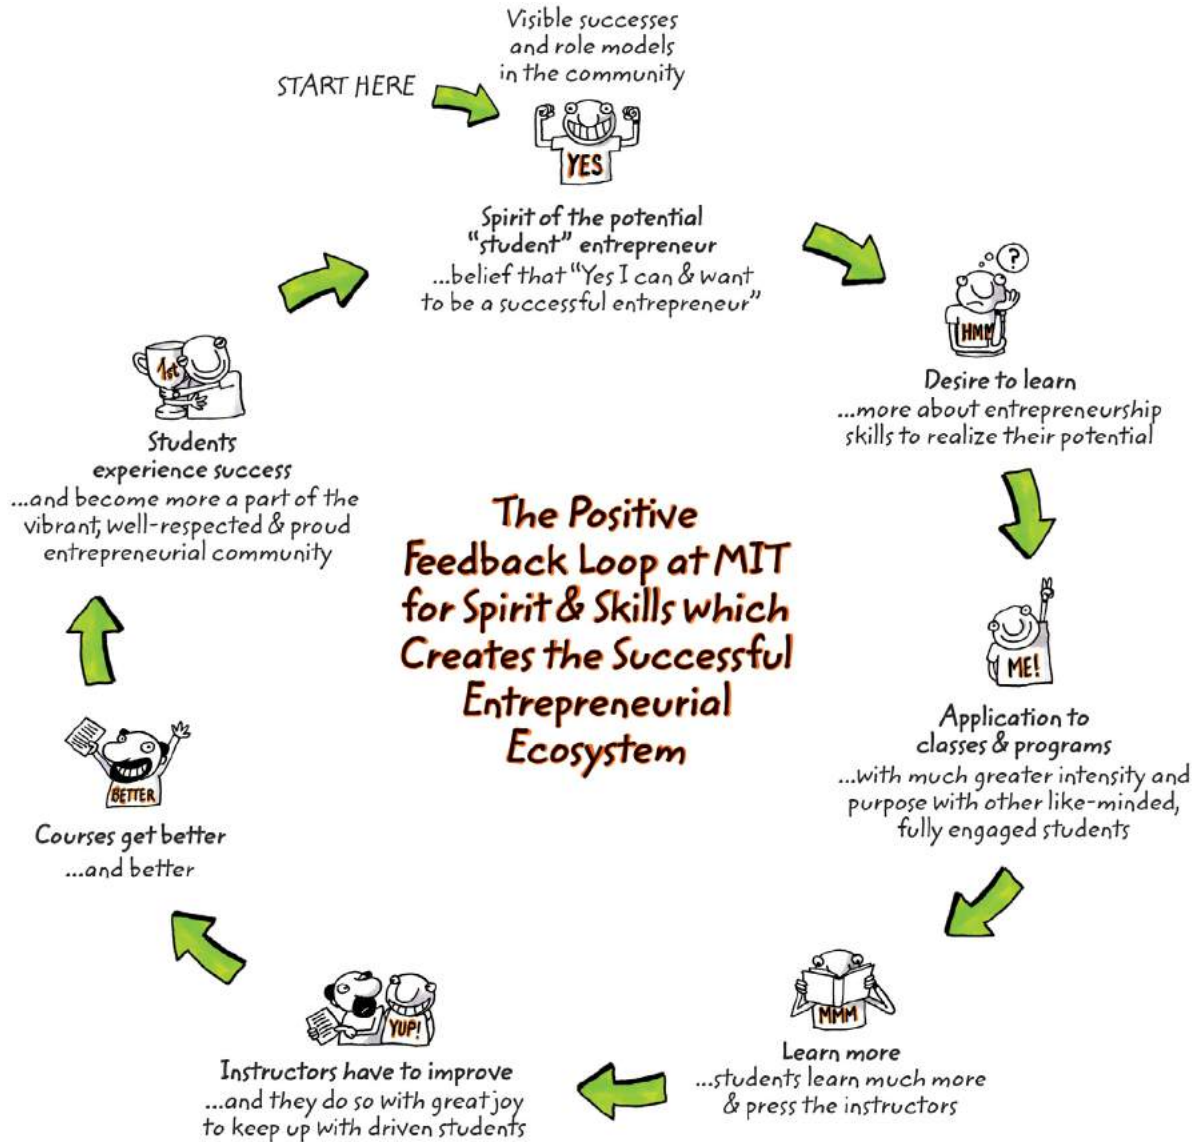 Visible successes
and role models
in the community
START HERE
YES
Spirit of the potential
“student” entrepreneur
...belief that “Yes I can & want
to be a successful entrepreneur”
?
HMM
Desire to learn
...more about entrepreneurship
skills to realize their potential
ME!
Application to
classes & programs
...with much greater intensity and
purpose with other like-minded,
fully engaged students
MMM
Learn more
...students learn much more
& press the instructors
YUP!
Instructors have to improve
...and they do so with great joy
to keep up with driven students
BETTER
Courses get better
...and better
1st
Students
experience success
...and become more a part of the
vibrant, well-respected & proud
entrepreneurial community
The Positive
Feedback Loop at MIT
for Spirit & Skills which
Creates the Successful
Entrepreneurial
Ecosystem